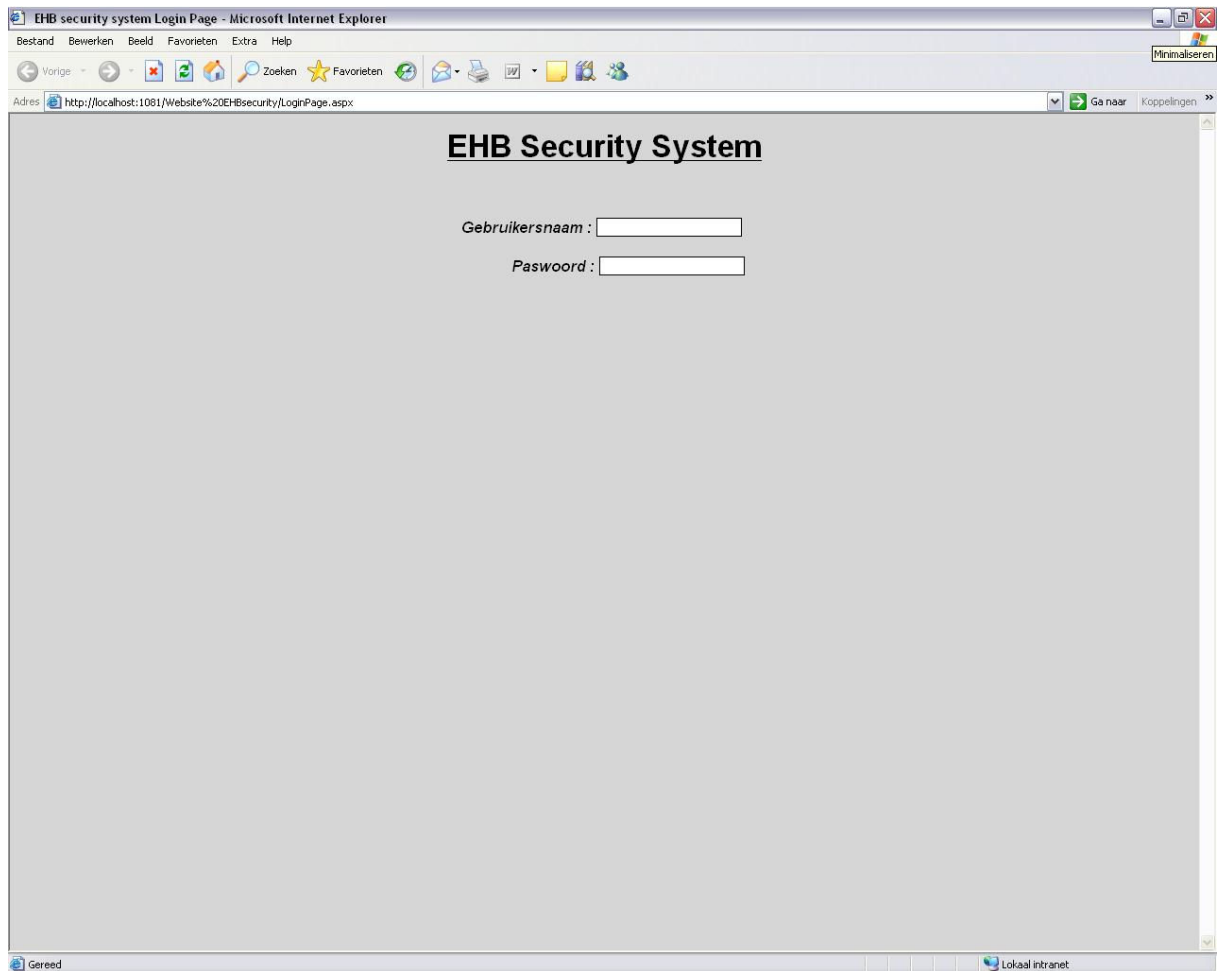 EHB security system Login Page - Microsoft Internet Explorer
Bestand Bewerken Beeld Favorieten Extra Help
Minimaliseren
Vorige Zoeken Favorieten
Adres http://localhost:1081/Website%20EHBsecurity/LoginPage.aspx Ga naar Koppelingen »
EHB Security System
Gebruikersnaam :
Paswoord :
Gereed Lokaal intranet